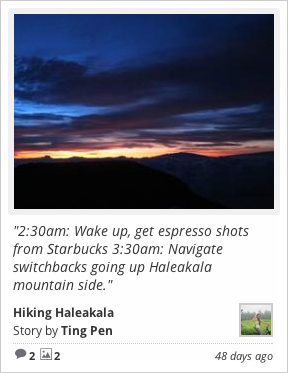 "2:30am: Wake up, get espresso shots
from Starbucks 3:30am: Navigate
switchbacks going up Haleakala
mountain side."
Hiking Haleakala
Story by Ting Pen
2 2 48 days ago